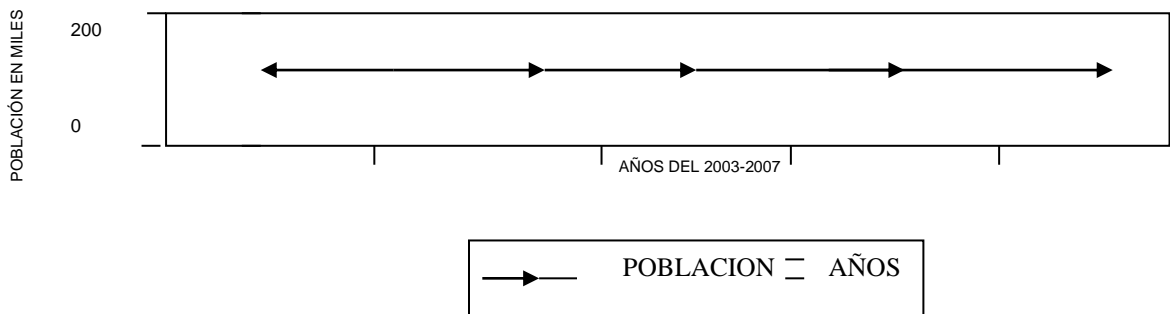 POBLACIÓN EN MILES
200
0
AÑOS DEL 2003-2007
POBLACION
AÑOS